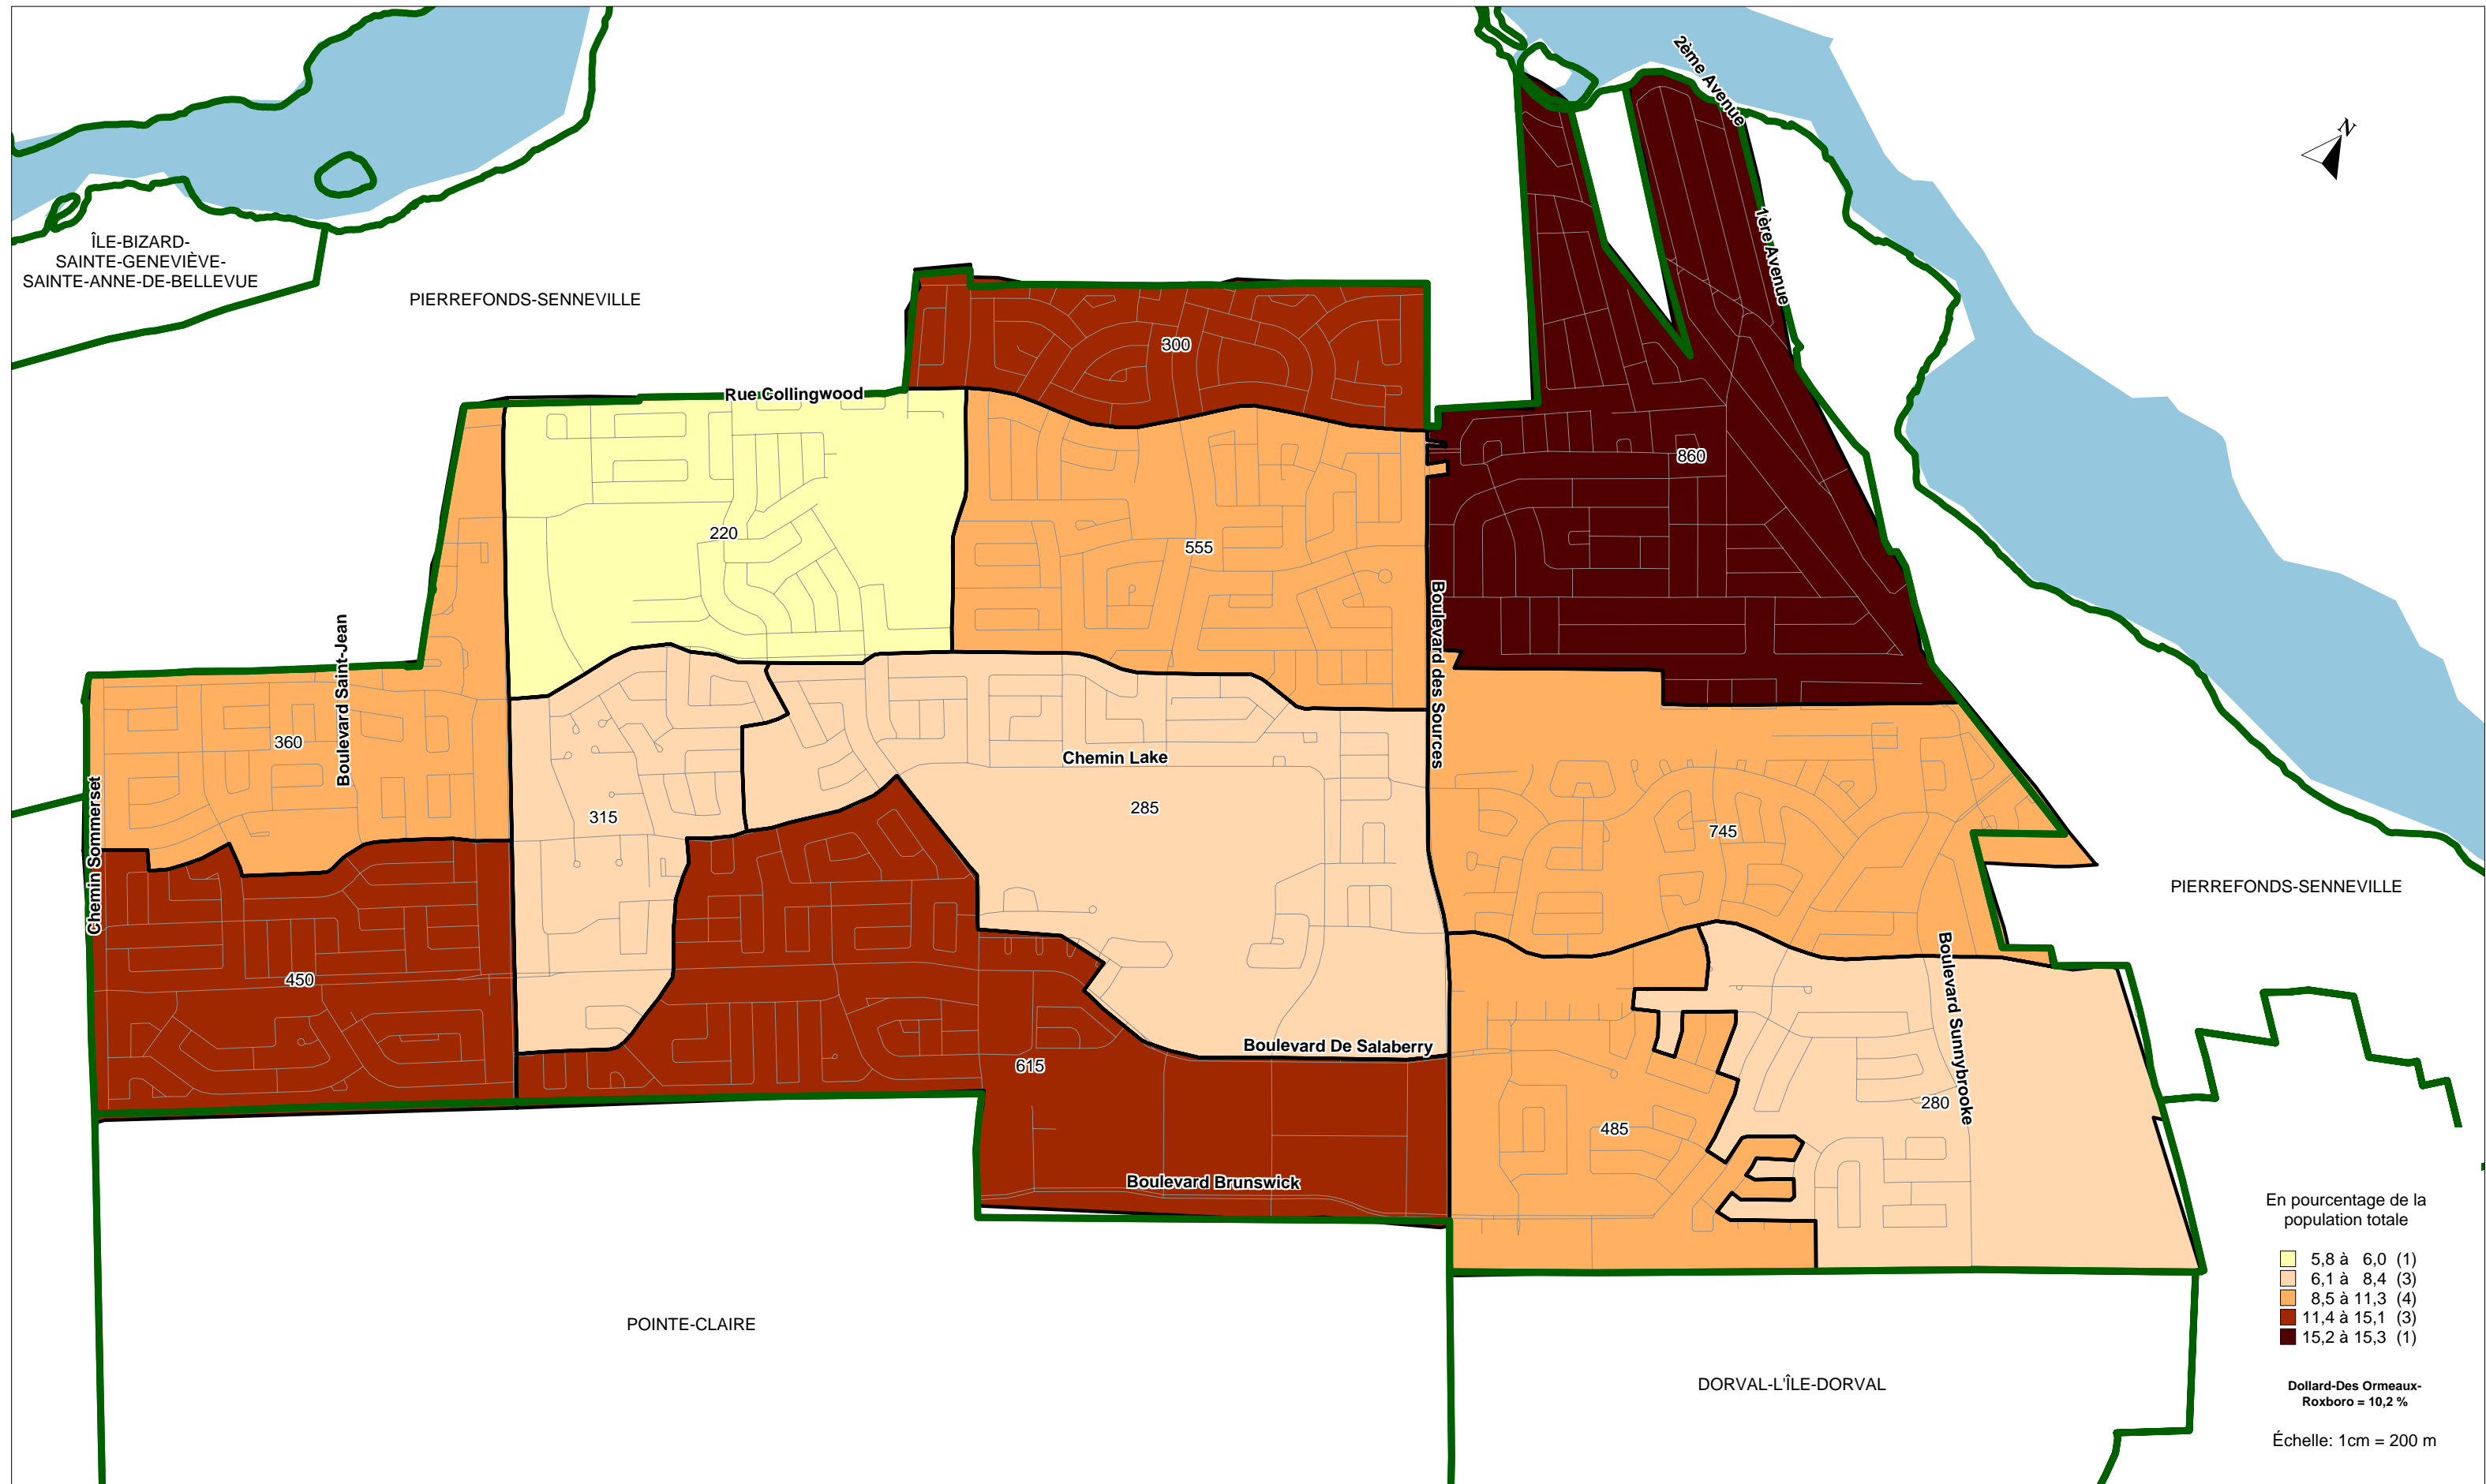 2ème Avenue
N
1ère Avenue
ÎLE-BIZARD-
SAINTE-GENEVIÈVE-
SAINTE-ANNE-DE-BELLEVUE
PIERREFONDS-SENNEVILLE
300
Rue Collingwood
860
220
555
Boulevard des Sources
Boulevard Saint-Jean
360
Chemin Lake
Chemin Sommerset
315
285
745
PIERREFONDS-SENNEVILLE
450
Boulevard Sunnybrooke
Boulevard De Salaberry
615
280
485
Boulevard Brunswick
En pourcentage de la
population totale
5,8 à 6,0 (1)
6,1 à 8,4 (3)
8,5 à 11,3 (4)
11,4 à 15,1 (3)
15,2 à 15,3 (1)
POINTE-CLAIRE
DORVAL-L'ÎLE-DORVAL
Dollard-Des Ormeaux-
Roxboro = 10,2 %
Échelle: 1cm = 200 m